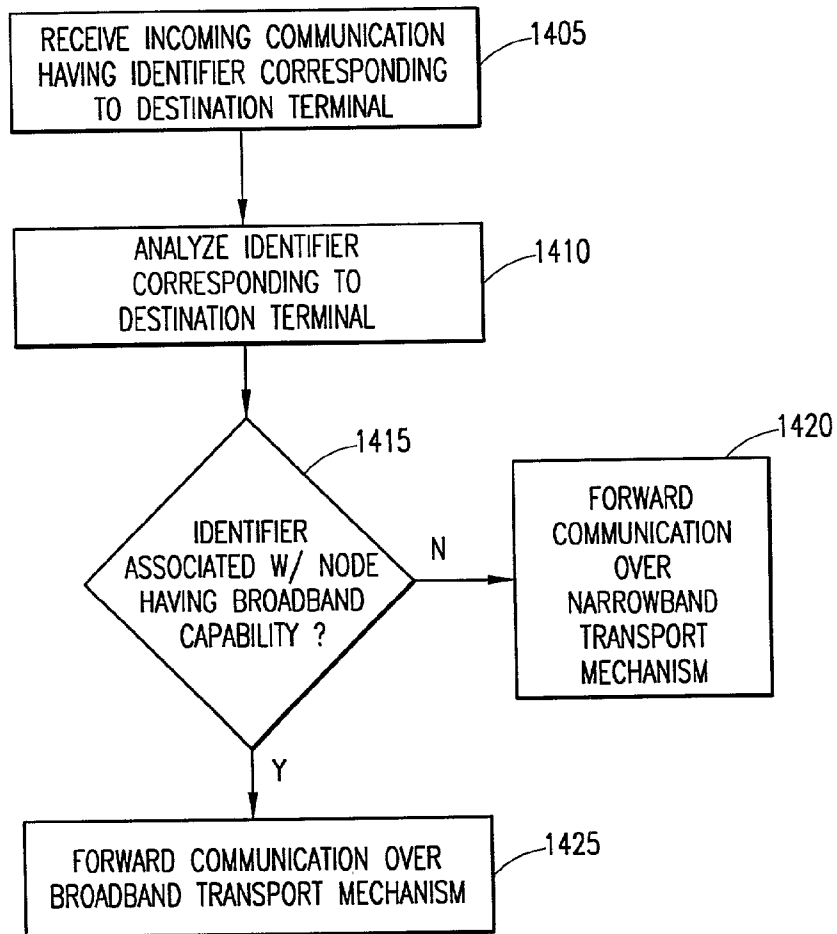 RECEIVE INCOMING COMMUNICATION
HAVING IDENTIFIER CORRESPONDING
TO DESTINATION TERMINAL
1405
ANALYZE IDENTIFIER
CORRESPONDING TO
DESTINATION TERMINAL
1410
1415
IDENTIFIER
ASSOCIATED W/ NODE
HAVING BROADBAND
CAPABILITY ?
N
1420
FORWARD
COMMUNICATION
OVER
NARROWBAND
TRANSPORT
MECHANISM
Y
FORWARD COMMUNICATION OVER
BROADBAND TRANSPORT MECHANISM
1425